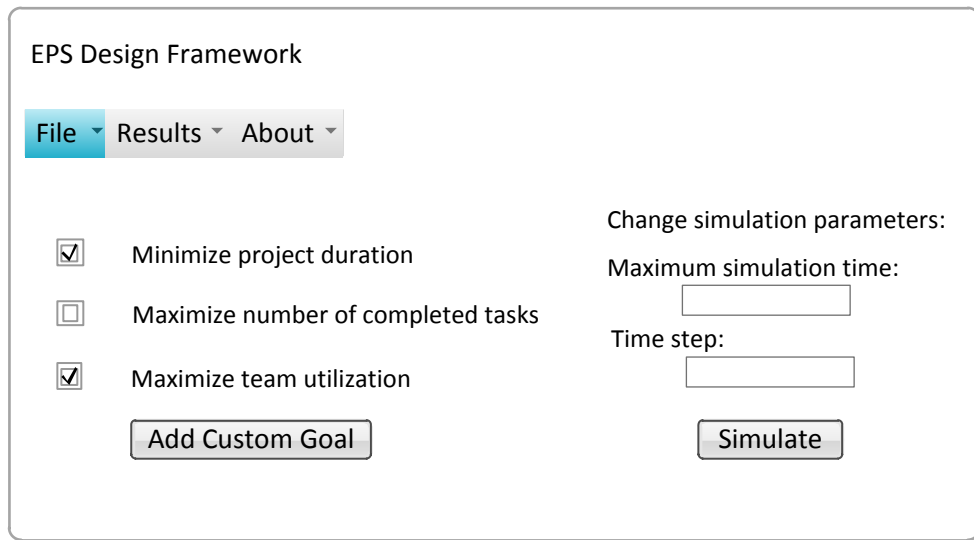 EPS Design Framework
File Results About
Change simulation parameters:
Minimize project duration
Maximum simulation time:
Maximize number of completed tasks
Time step:
Maximize team utilization
Add Custom Goal
Simulate